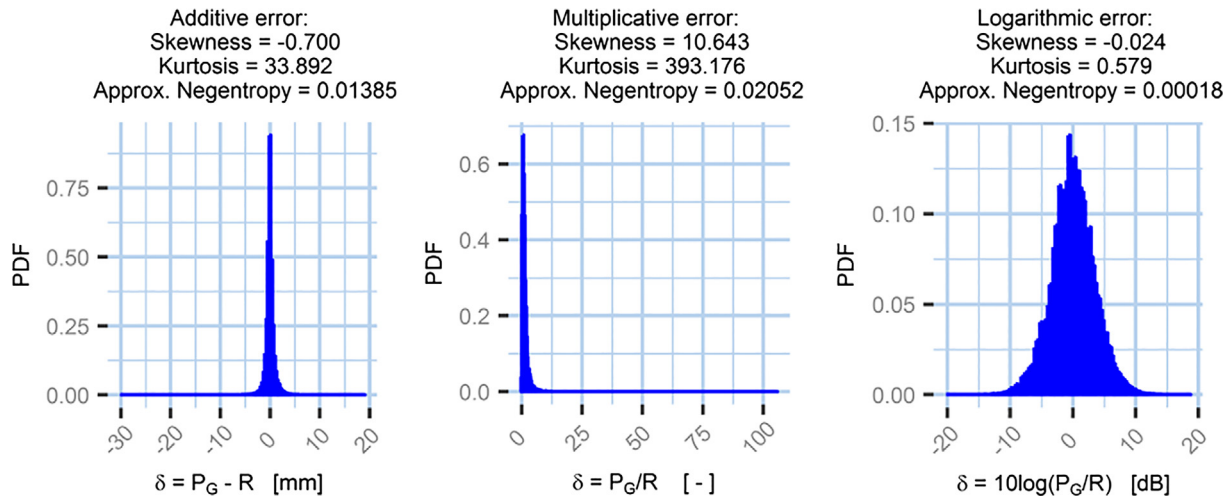 Additive error:
Skewness = -0.700
Kurtosis = 33.892
Approx. Negentropy = 0.01385
PDF
0.75
0.50
0.25
0.00
-30
-20
-10
0
10
20
δ = P_G - R [mm]
Multiplicative error:
Skewness = 10.643
Kurtosis = 393.176
Approx. Negentropy = 0.02052
PDF
0.6
0.4
0.2
0.0
0
25
50
75
100
δ = P_G/R [ - ]
Logarithmic error:
Skewness = -0.024
Kurtosis = 0.579
Approx. Negentropy = 0.00018
PDF
0.15
0.10
0.05
0.00
-20
-10
0
10
20
δ = 10log(P_G/R) [dB]